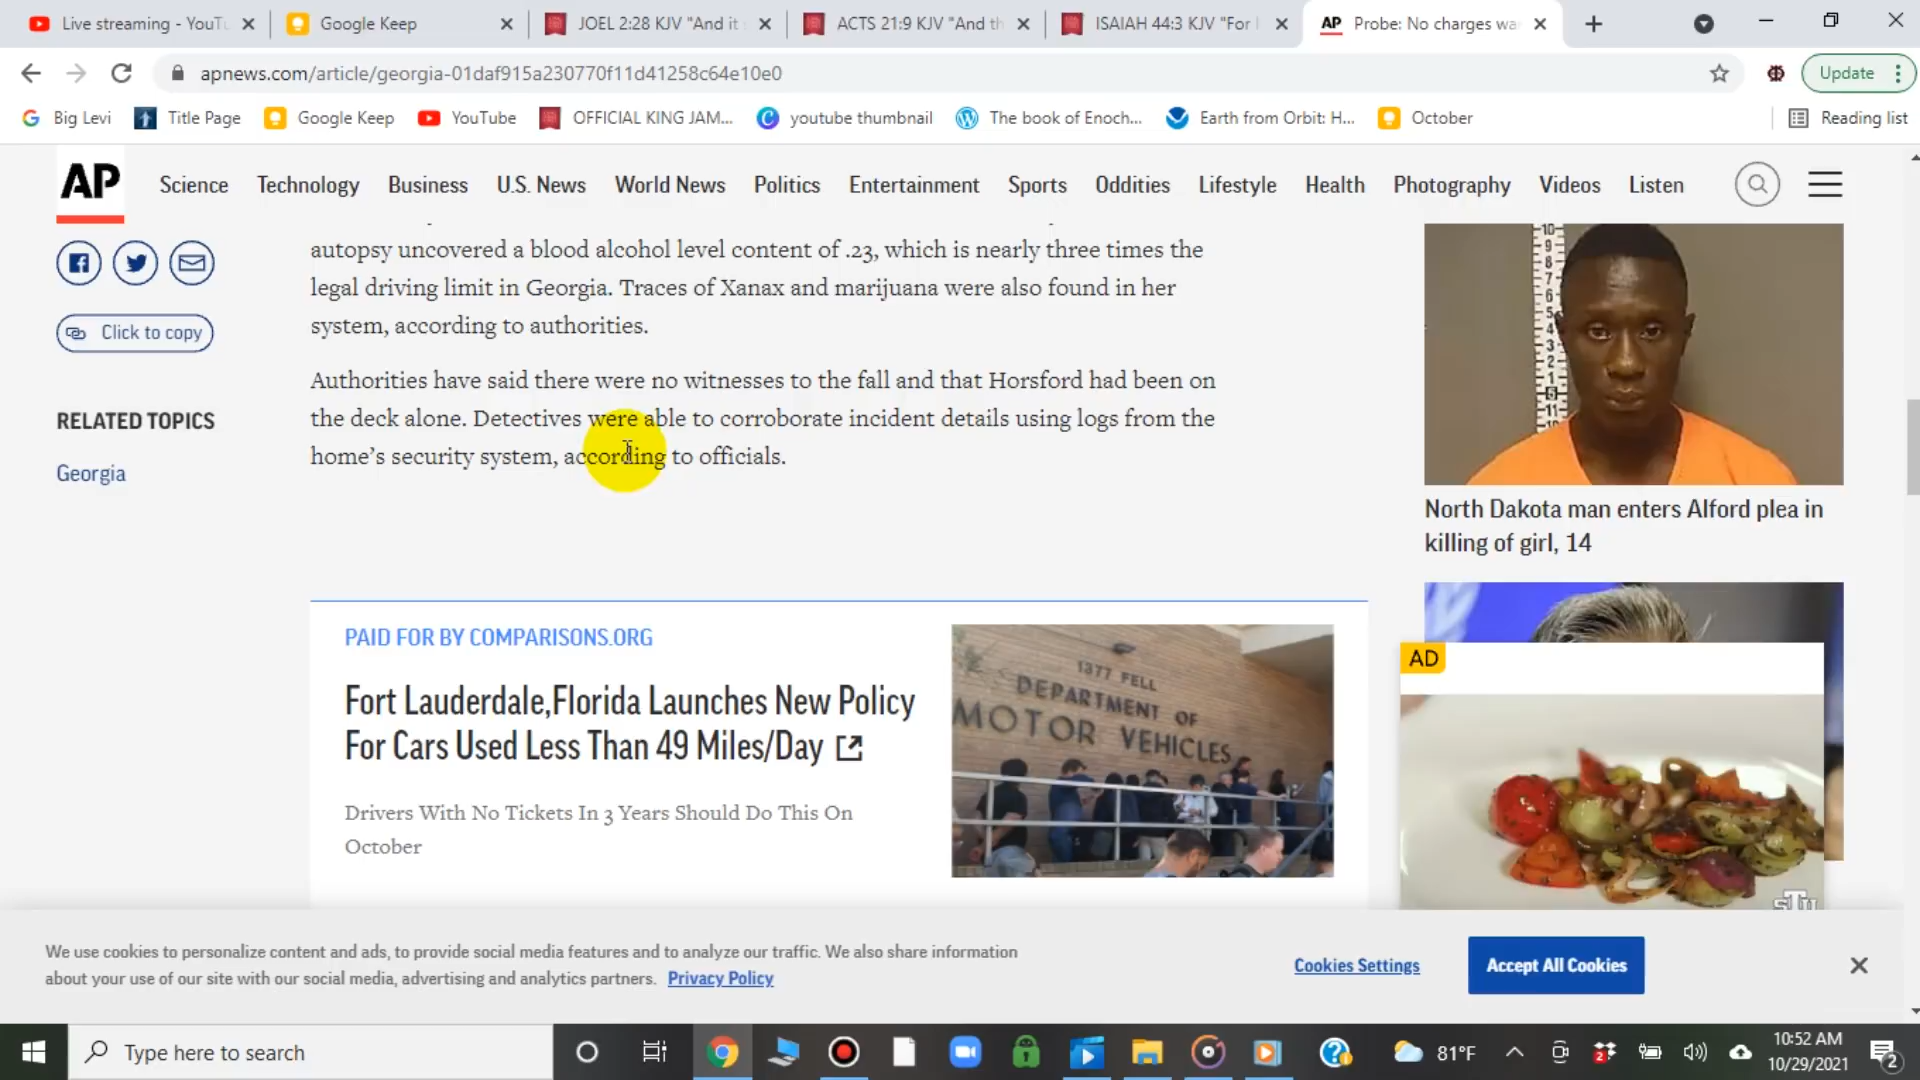 Live streaming - YouTu
Google Keep
JOEL 2:28 KJV "And it s
ACTS 21:9 KJV "And th
ISAIAH 44:3 KJV "For I
AP Probe: No charges wa
apnews.com/article/georgia-01daf915a230770f11d41258c64e10e0
Update
Big Levi
Title Page
Google Keep
YouTube
OFFICIAL KING JAM...
youtube thumbnail
The book of Enoch...
Earth from Orbit: H...
October
Reading list
AP
Science
Technology
Business
U.S. News
World News
Politics
Entertainment
Sports
Oddities
Lifestyle
Health
Photography
Videos
Listen
Click to copy
RELATED TOPICS
Georgia
autopsy uncovered a blood alcohol level content of .23, which is nearly three times the
legal driving limit in Georgia. Traces of Xanax and marijuana were also found in her
system, according to authorities.
Authorities have said there were no witnesses to the fall and that Horsford had been on
the deck alone. Detectives were able to corroborate incident details using logs from the
home's security system, according to officials.
North Dakota man enters Alford plea in
killing of girl, 14
PAID FOR BY COMPARISONS.ORG
Fort Lauderdale,Florida Launches New Policy
For Cars Used Less Than 49 Miles/Day
Drivers With No Tickets In 3 Years Should Do This On
October
1377 FELL
DEPARTMENT OF
MOTOR VEHICLES
AD
We use cookies to personalize content and ads, to provide social media features and to analyze our traffic. We also share information
about your use of our site with our social media, advertising and analytics partners. Privacy Policy
Cookies Settings
Accept All Cookies
Type here to search
81°F
10:52 AM
10/29/2021
2